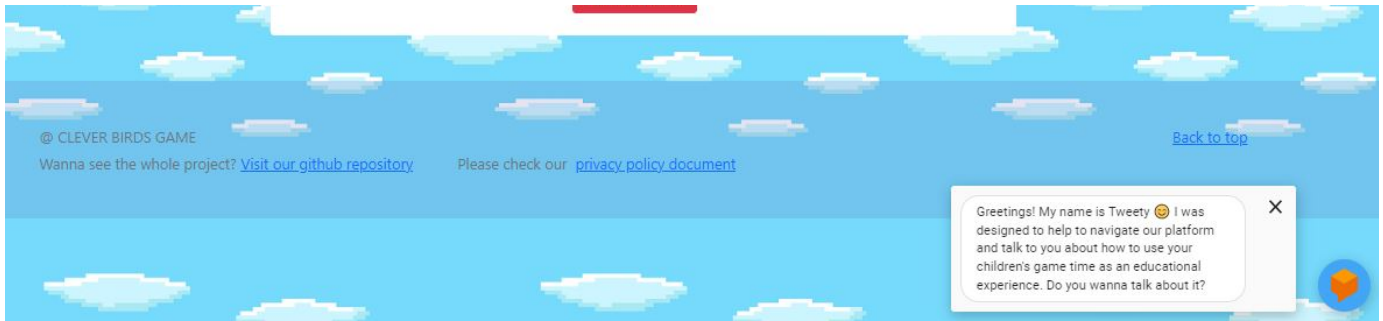 @ CLEVER BIRDS GAME
Back to top
Wanna see the whole project? Visit our github repository
Please check our privacy policy document
Greetings! My name is Tweety 😊 I was
designed to help to navigate our platform
and talk to you about how to use your
children's game time as an educational
experience. Do you wanna talk about it?